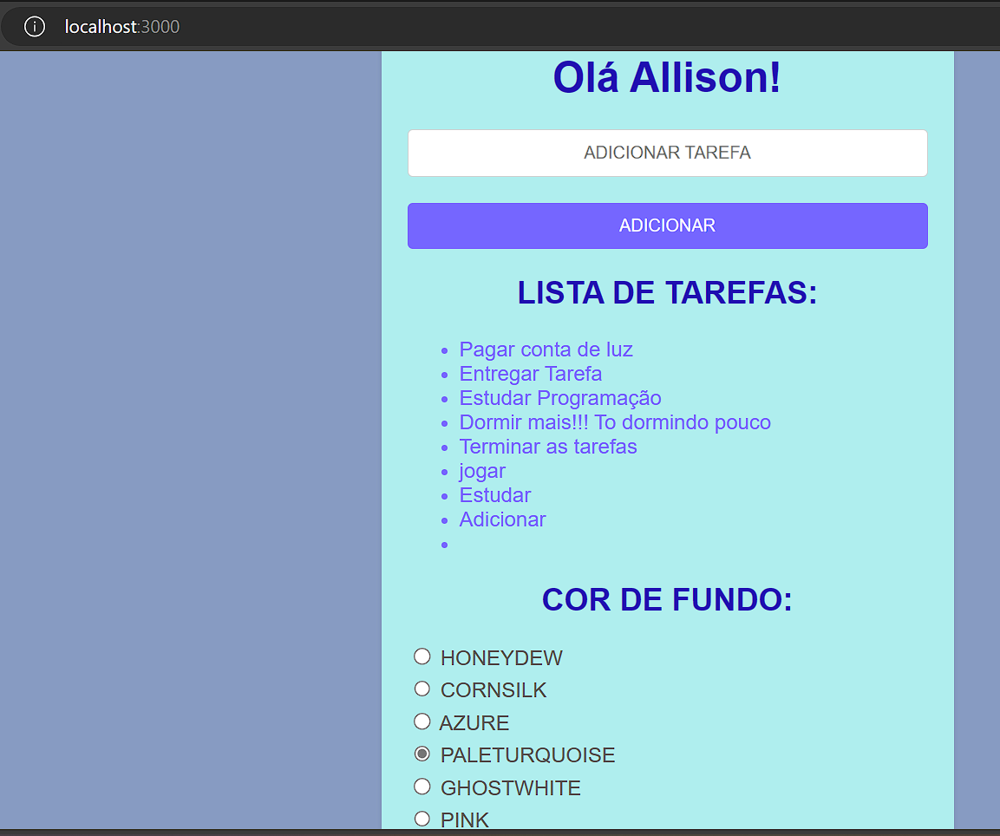 localhost:3000
Olá Allison!
ADICIONAR TAREFA
ADICIONAR
LISTA DE TAREFAS:
Pagar conta de luz
Entregar Tarefa
Estudar Programação
Dormir mais!!! To dormindo pouco
Terminar as tarefas
jogar
Estudar
Adicionar
COR DE FUNDO:
HONEYDEW
CORNSILK
AZURE
PALETURQUOISE
GHOSTWHITE
PINK